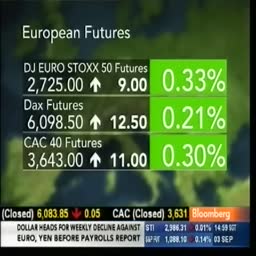 European Futures
DJ EURO STOXX 50 Futures
2,725.00 ↑ 9.00 0.33%
Dax Futures
6,098.50 ↑ 12.50 0.21%
CAC 40 Futures
3,643.00 ↑ 11.00 0.30%
(Closed) 6,083.85 ↓ 0.05 CAC (Closed) 3,631 Bloomberg
DOLLAR HEADS FOR WEEKLY DECLINE AGAINST
EURO, YEN BEFORE PAYROLLS REPORT
STI 2,986.31 ↓0.01% 14:59 SGT
S&P FUT 1,088.10 ↓0.14% 03 SEP